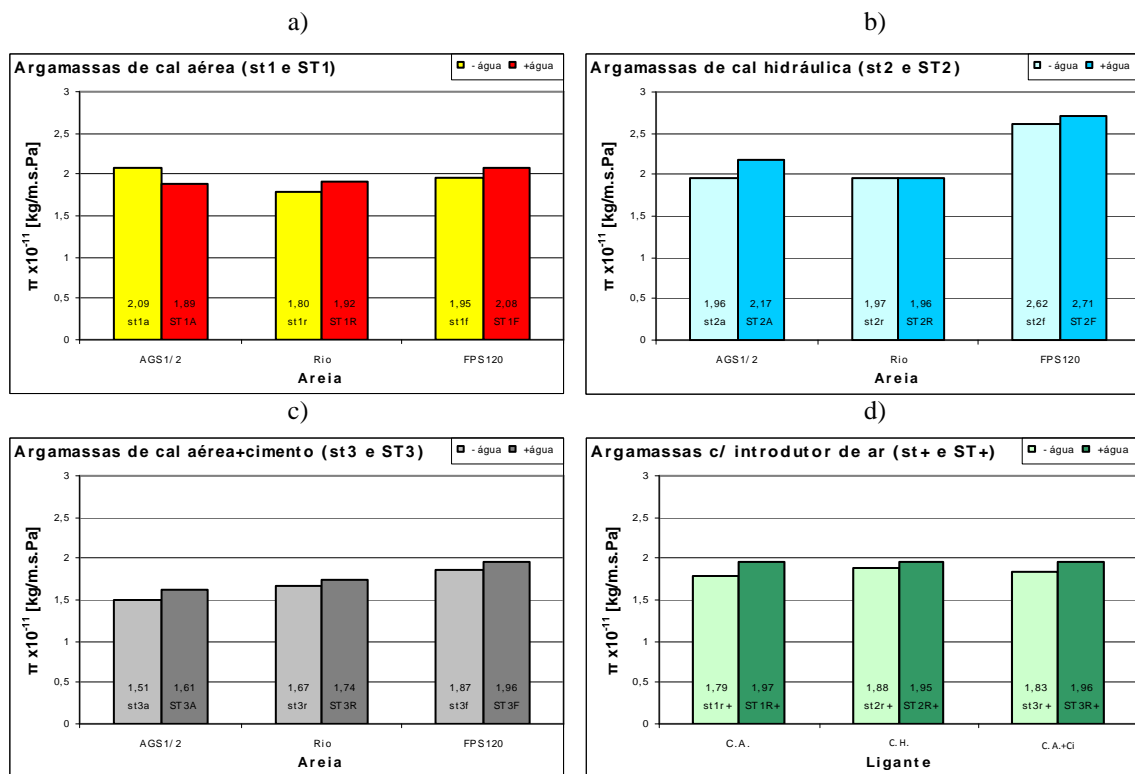 a)
b)
Argamassas de cal aérea (st1 e ST1)
- água +água
π x10⁻¹¹ [kg/m.s.Pa]
3
2,5
2
1,5
1
0,5
0
2,09 1,89 1,80 1,92 1,95 2,08
st1a ST1A st1r ST1R st1f ST1F
AGS1/2 Rio FPS120
Areia
Argamassas de cal hidráulica (st2 e ST2)
- água +água
π x10⁻¹¹ [kg/m.s.Pa]
3
2,5
2
1,5
1
0,5
0
1,96 2,17 1,97 1,96 2,62 2,71
st2a ST2A st2r ST2R st2f ST2F
AGS1/2 Rio FPS120
Areia
c)
d)
Argamassas de cal aérea+cimento (st3 e ST3)
- água +água
π x10⁻¹¹ [kg/m.s.Pa]
3
2,5
2
1,5
1
0,5
0
1,51 1,61 1,67 1,74 1,87 1,96
st3a ST3A st3r ST3R st3f ST3F
AGS1/2 Rio FPS120
Areia
Argamassas c/ introdutor de ar (st+ e ST+)
- água +água
π x10⁻¹¹ [kg/m.s.Pa]
3
2,5
2
1,5
1
0,5
0
1,79 1,97 1,88 1,95 1,83 1,96
st1r+ ST1R+ st2r+ ST2R+ st3r+ ST3R+
C.A. C.H. C.A.+Ci
Ligante